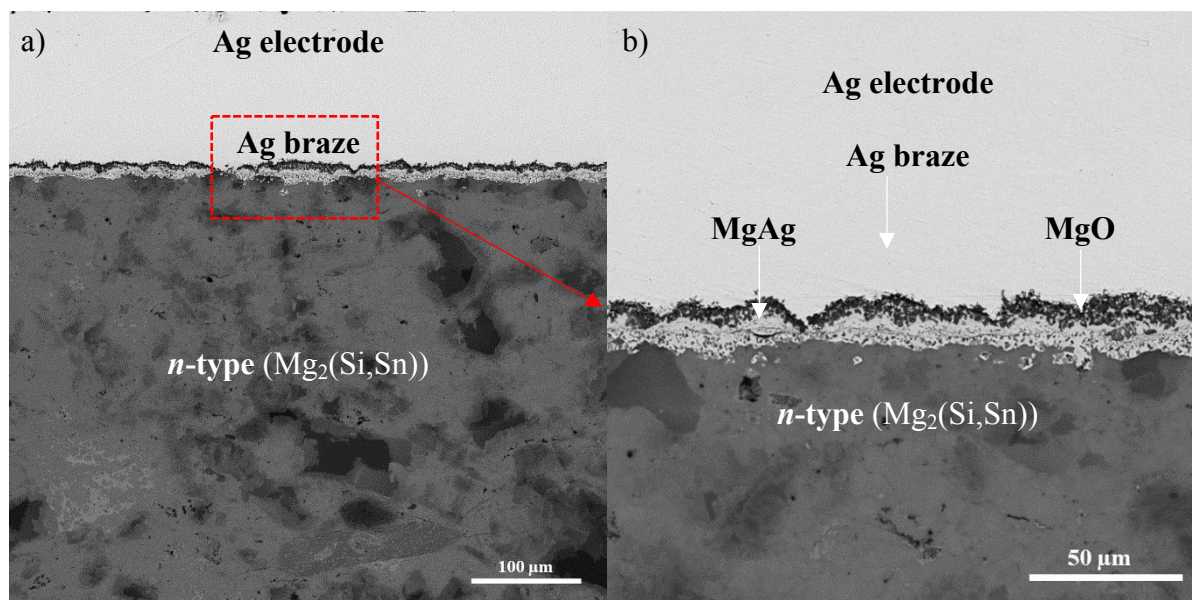 a)
Ag electrode
Ag braze
n-type (Mg₂(Si,Sn))
100 µm
b)
Ag electrode
Ag braze
MgAg
MgO
n-type (Mg₂(Si,Sn))
50 µm